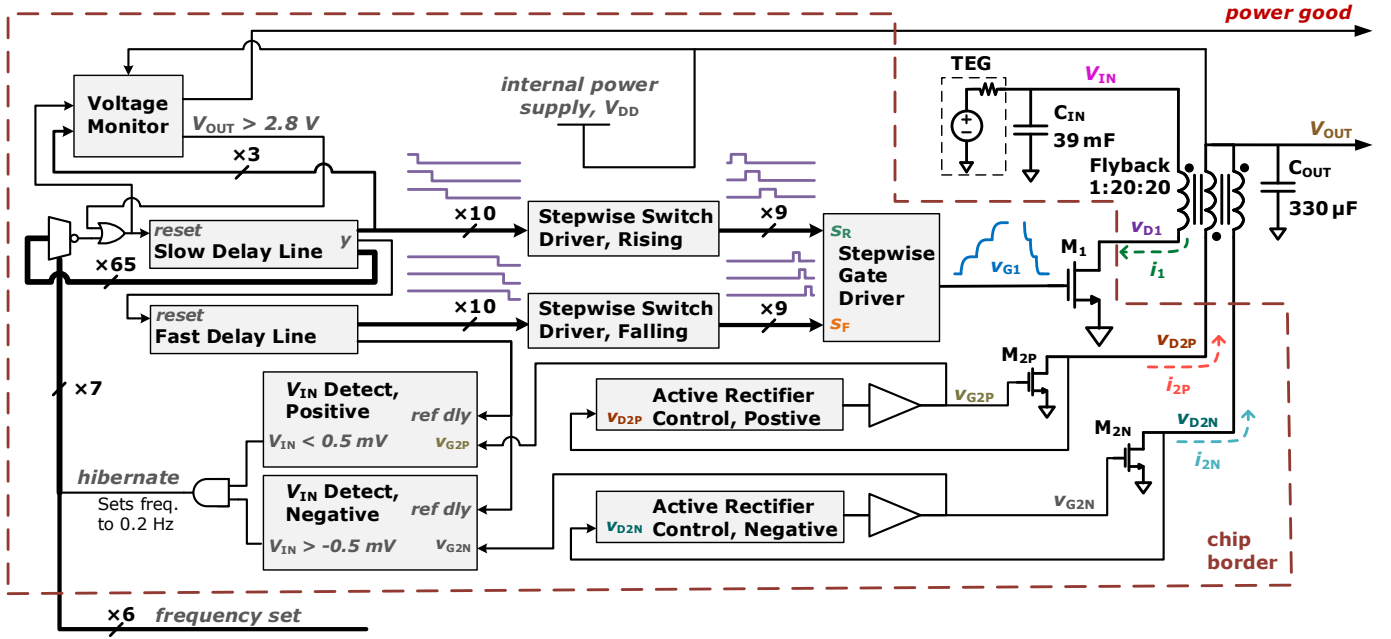 power good
internal power
supply, VDD
TEG
VIN
CIN
39 mF
VOUT
Voltage
Monitor
VOUT > 2.8 V
×3
Flyback
1:20:20
COUT
330 µF
reset
Slow Delay Line
y
×65
×10
Stepwise Switch
Driver, Rising
×9
SR
Stepwise
Gate
Driver
SF
vG1
M1
vD1
i1
reset
Fast Delay Line
×10
Stepwise Switch
Driver, Falling
×9
×7
VIN Detect,
Positive
ref dly
VIN < 0.5 mV
vG2P
Active Rectifier
Control, Postive
vD2P
vG2P
M2P
vD2P
i2P
hibernate
Sets freq.
to 0.2 Hz
VIN Detect,
Negative
ref dly
VIN > -0.5 mV
vG2N
Active Rectifier
Control, Negative
vD2N
vG2N
M2N
vD2N
i2N
chip
border
×6
frequency set